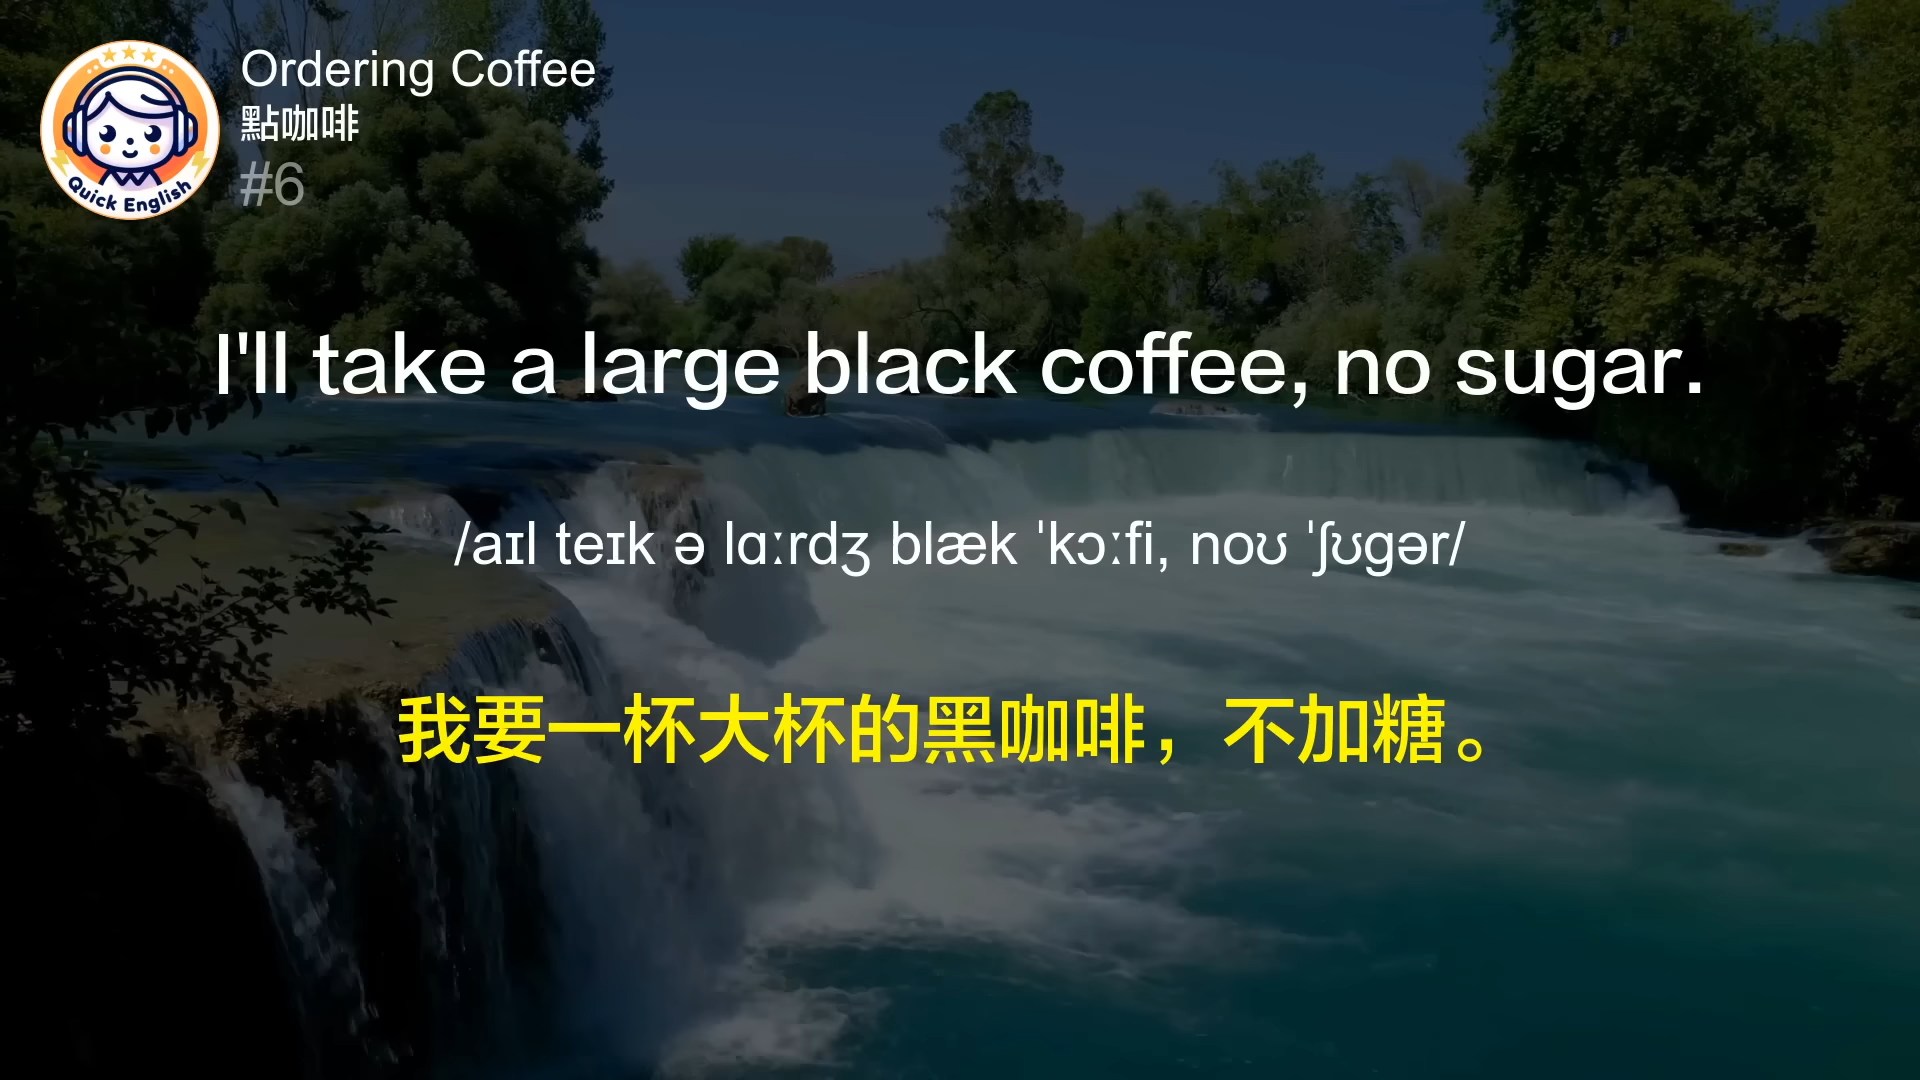 Quick English
Ordering Coffee
點咖啡
#6
I'll take a large black coffee, no sugar.
/aɪl teɪk ə lɑːrdʒ blæk ˈkɔːfi, noʊ ˈʃʊgər/
我要一杯大杯的黑咖啡，不加糖。